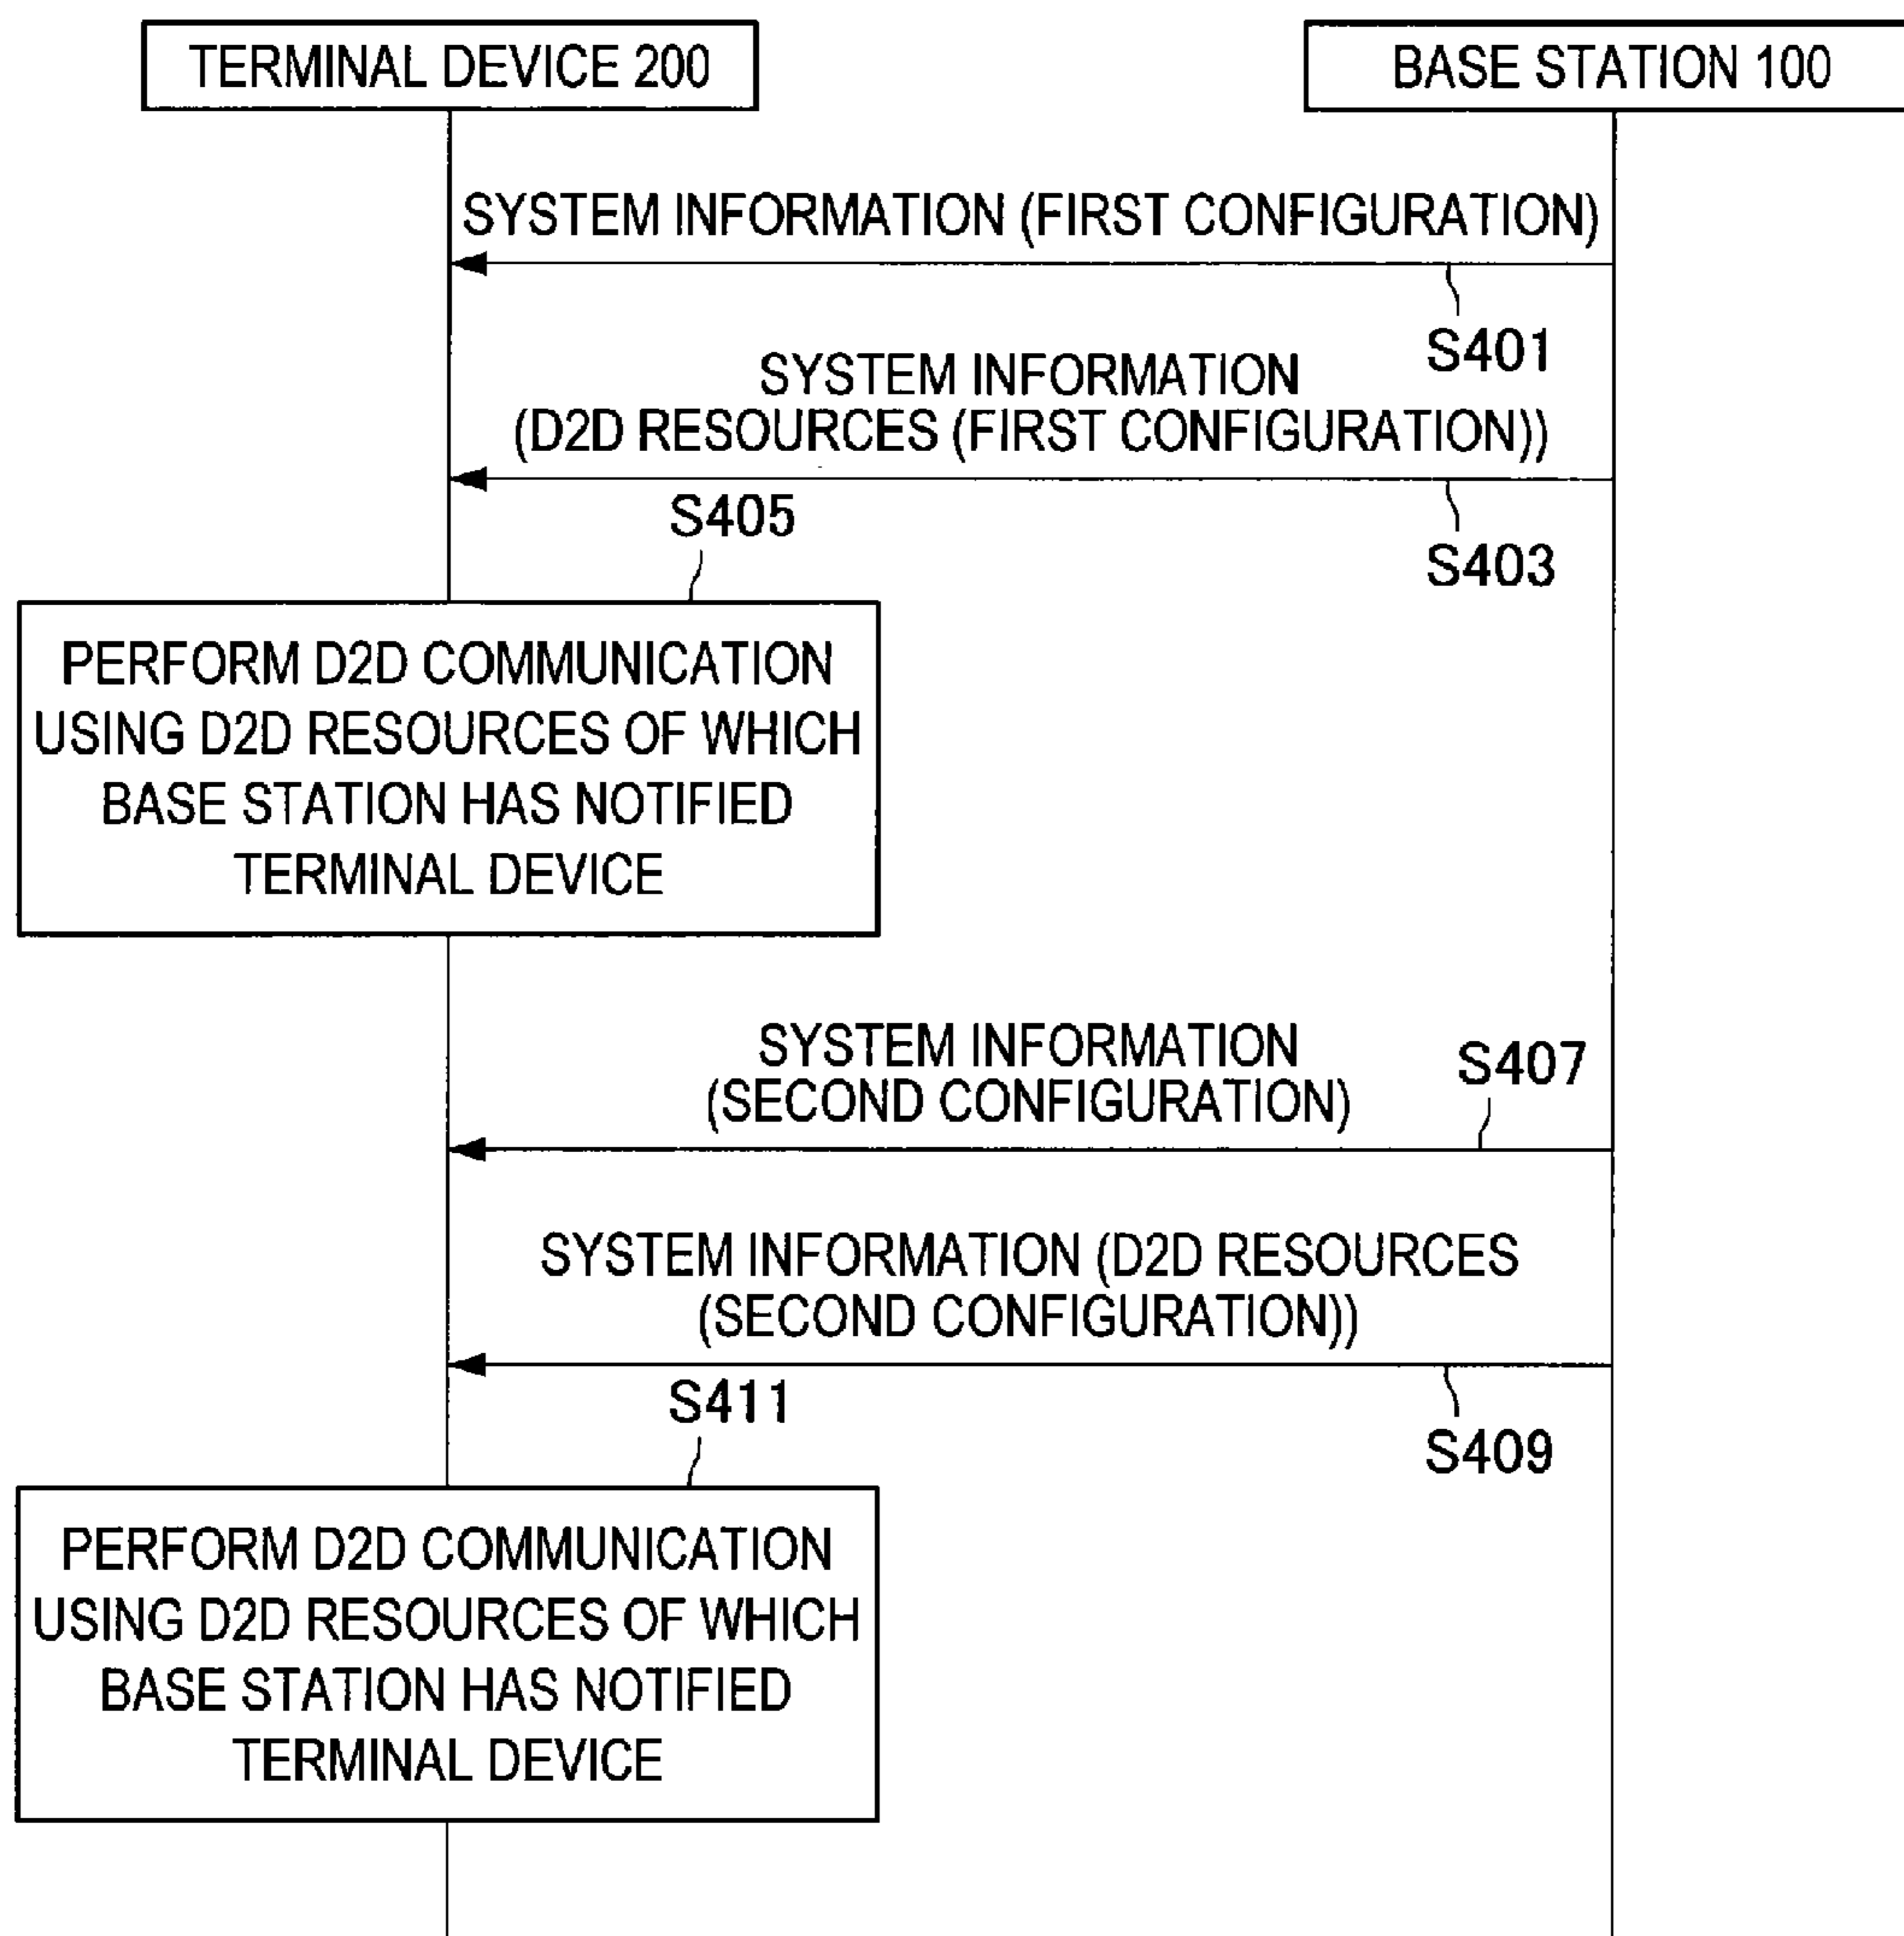 TERMINAL DEVICE 200
BASE STATION 100
SYSTEM INFORMATION (FIRST CONFIGURATION)
S401
SYSTEM INFORMATION
(D2D RESOURCES (FIRST CONFIGURATION))
S403
S405
PERFORM D2D COMMUNICATION
USING D2D RESOURCES OF WHICH
BASE STATION HAS NOTIFIED
TERMINAL DEVICE
SYSTEM INFORMATION
(SECOND CONFIGURATION)
S407
SYSTEM INFORMATION (D2D RESOURCES
(SECOND CONFIGURATION))
S409
S411
PERFORM D2D COMMUNICATION
USING D2D RESOURCES OF WHICH
BASE STATION HAS NOTIFIED
TERMINAL DEVICE